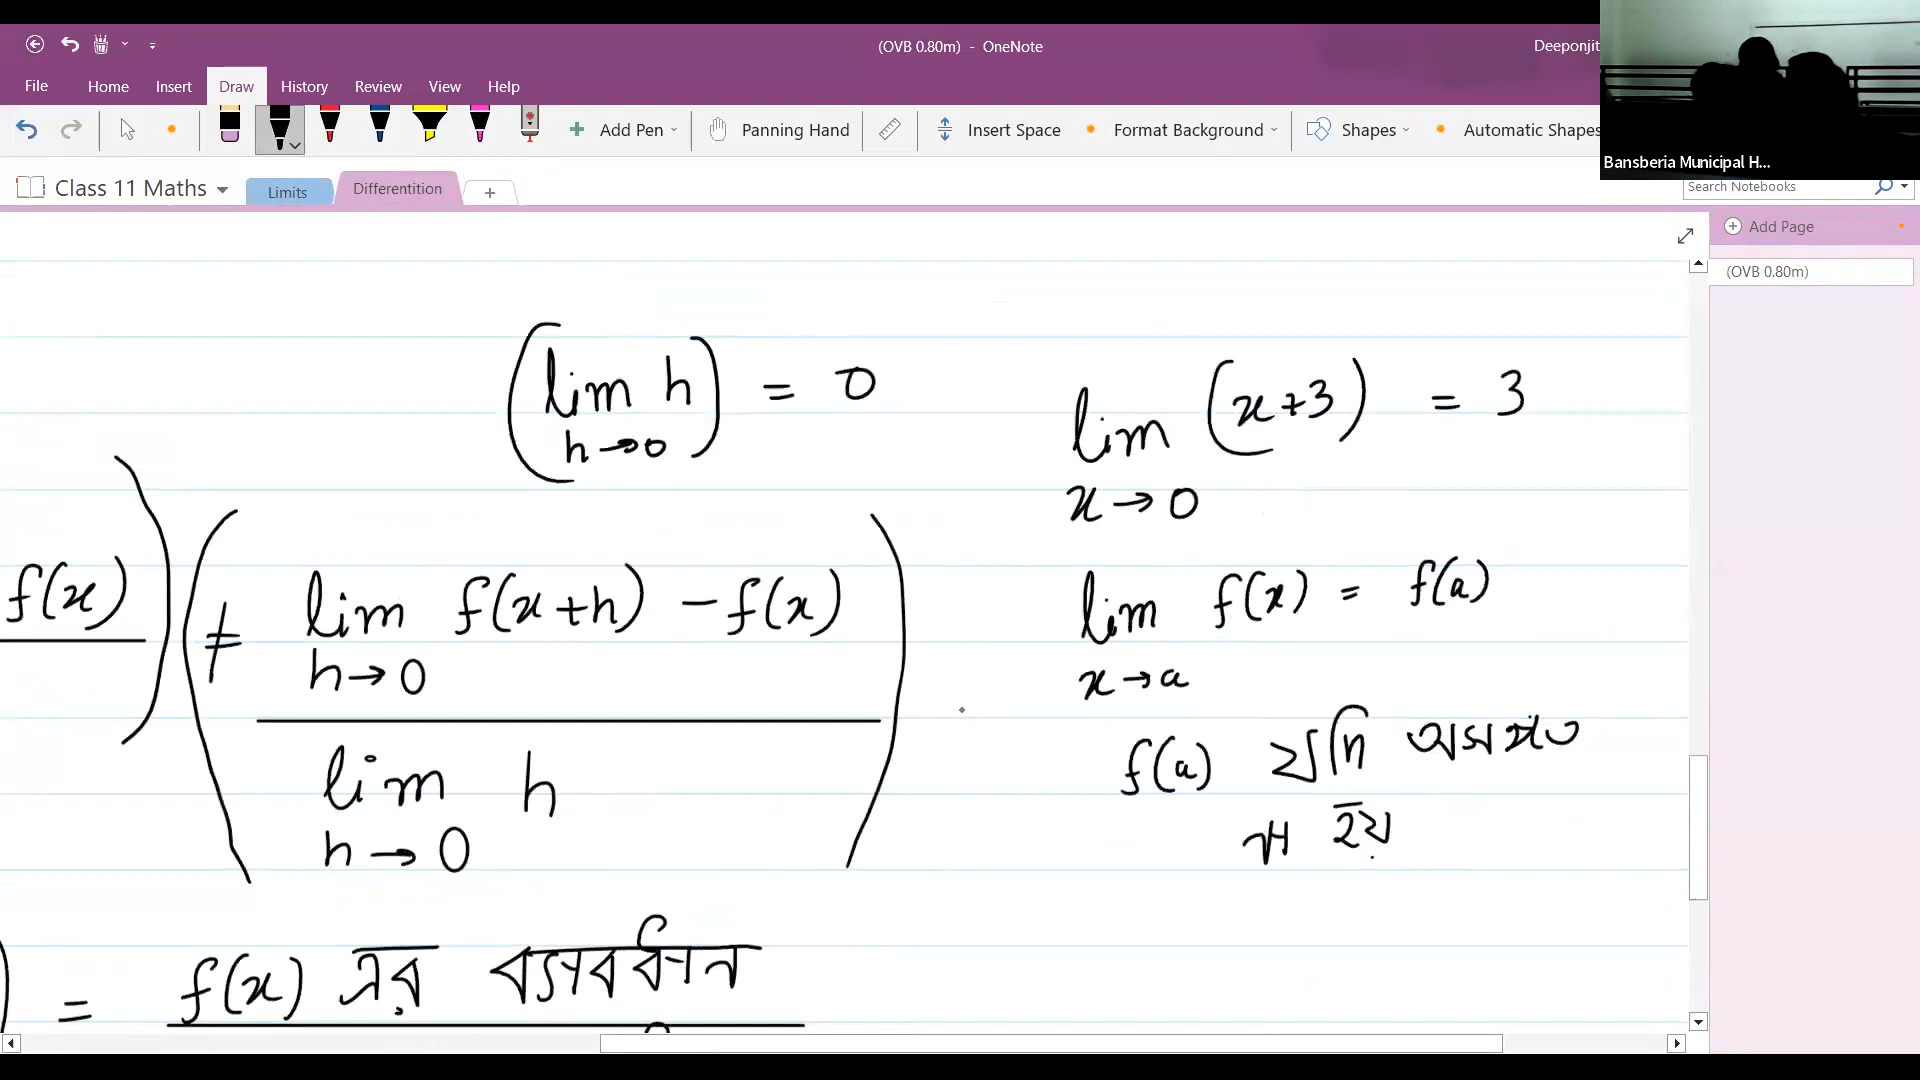 (OVB 0.80m) - OneNote
Deeponjit
Bansberia Municipal H...
File Home Insert Draw History Review View Help
Add Pen Panning Hand Insert Space Format Background Shapes Automatic Shapes
Class 11 Maths Limits Differentition
Search Notebooks
Add Page
(OVB 0.80m)
(lim h) = 0
h→0
lim (x+3) = 3
x→0
f(x)
≠ lim f(x+h) - f(x)
h→0
lim h
h→0
lim f(x) = f(a)
x→a
f(a) যদি
না হয়
= f(x) এর